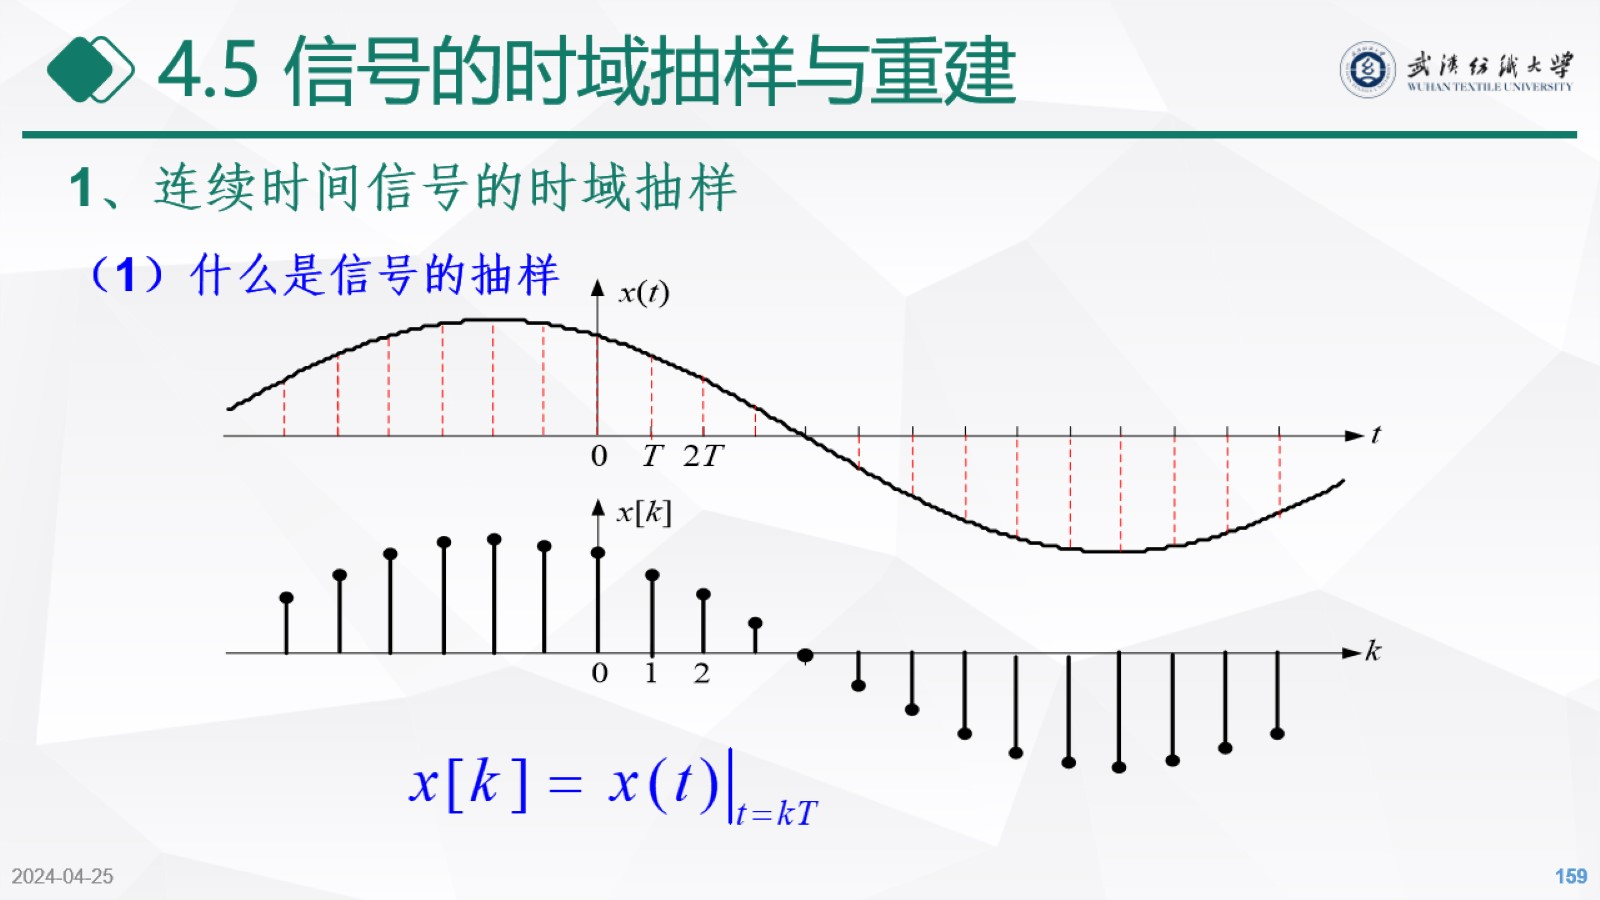 4.5 信号的时域抽样与重建
武汉纺织大学
WUHAN TEXTILE UNIVERSITY
1、连续时间信号的时域抽样
（1）什么是信号的抽样
x(t)
t
0 T 2T
x[k]
k
0 1 2
x[k] = x(t)|t=kT
2024-04-25
159